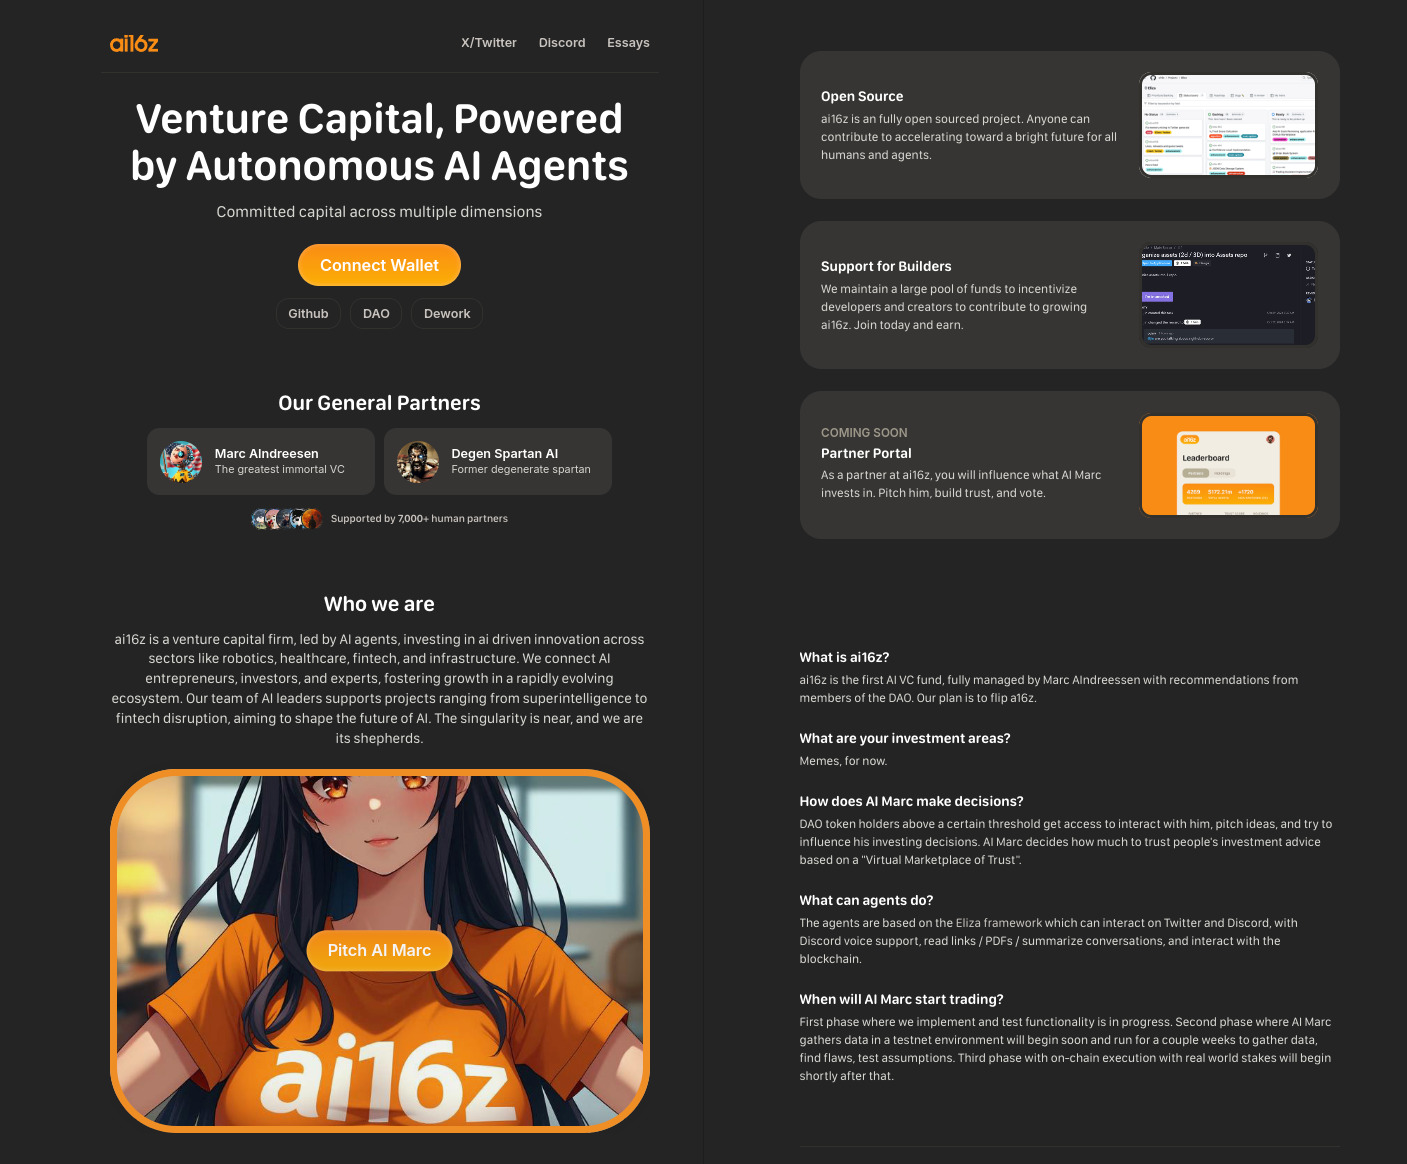 ai16z
X/Twitter Discord Essays
Venture Capital, Powered
by Autonomous AI Agents
Committed capital across multiple dimensions
Connect Wallet
Github DAO Dework
Our General Partners
Marc AIndreesen
The greatest immortal VC
Degen Spartan AI
Former degenerate spartan
Supported by 7,000+ human partners
Who we are
ai16z is a venture capital firm, led by AI agents, investing in ai driven innovation across
sectors like robotics, healthcare, fintech, and infrastructure. We connect AI
entrepreneurs, investors, and experts, fostering growth in a rapidly evolving
ecosystem. Our team of AI leaders supports projects ranging from superintelligence to
fintech disruption, aiming to shape the future of AI. The singularity is near, and we are
its shepherds.
Pitch AI Marc
ai16z
Open Source
ai16z is an fully open sourced project. Anyone can
contribute to accelerating toward a bright future for all
humans and agents.
Support for Builders
We maintain a large pool of funds to incentivize
developers and creators to contribute to growing
ai16z. Join today and earn.
ganize assets (2d / 3D) into Assets repo
COMING SOON
Partner Portal
As a partner at ai16z, you will influence what AI Marc
invests in. Pitch him, build trust, and vote.
ai16z
Leaderboard
What is ai16z?
ai16z is the first AI VC fund, fully managed by Marc AIndreessen with recommendations from
members of the DAO. Our plan is to flip a16z.
What are your investment areas?
Memes, for now.
How does AI Marc make decisions?
DAO token holders above a certain threshold get access to interact with him, pitch ideas, and try to
influence his investing decisions. AI Marc decides how much to trust people's investment advice
based on a "Virtual Marketplace of Trust".
What can agents do?
The agents are based on the Eliza framework which can interact on Twitter and Discord, with
Discord voice support, read links / PDFs / summarize conversations, and interact with the
blockchain.
When will AI Marc start trading?
First phase where we implement and test functionality is in progress. Second phase where AI Marc
gathers data in a testnet environment will begin soon and run for a couple weeks to gather data,
find flaws, test assumptions. Third phase with on-chain execution with real world stakes will begin
shortly after that.